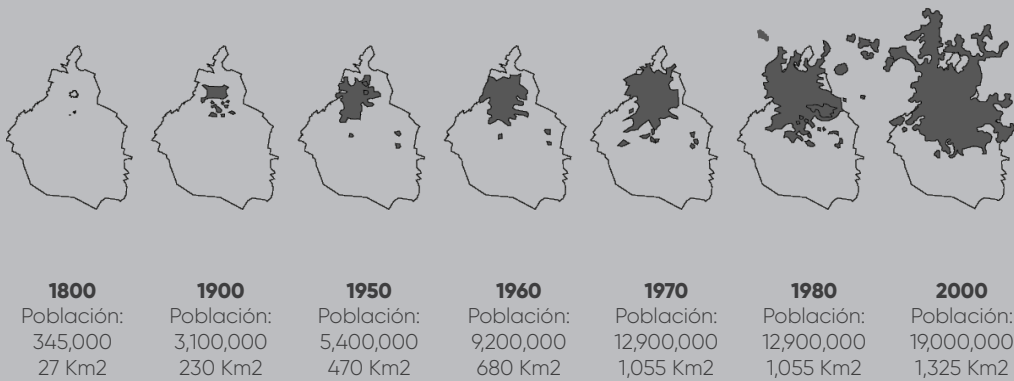 1800
Población:
345,000
27 Km2
1900
Población:
3,100,000
230 Km2
1950
Población:
5,400,000
470 Km2
1960
Población:
9,200,000
680 Km2
1970
Población:
12,900,000
1,055 Km2
1980
Población:
12,900,000
1,055 Km2
2000
Población:
19,000,000
1,325 Km2